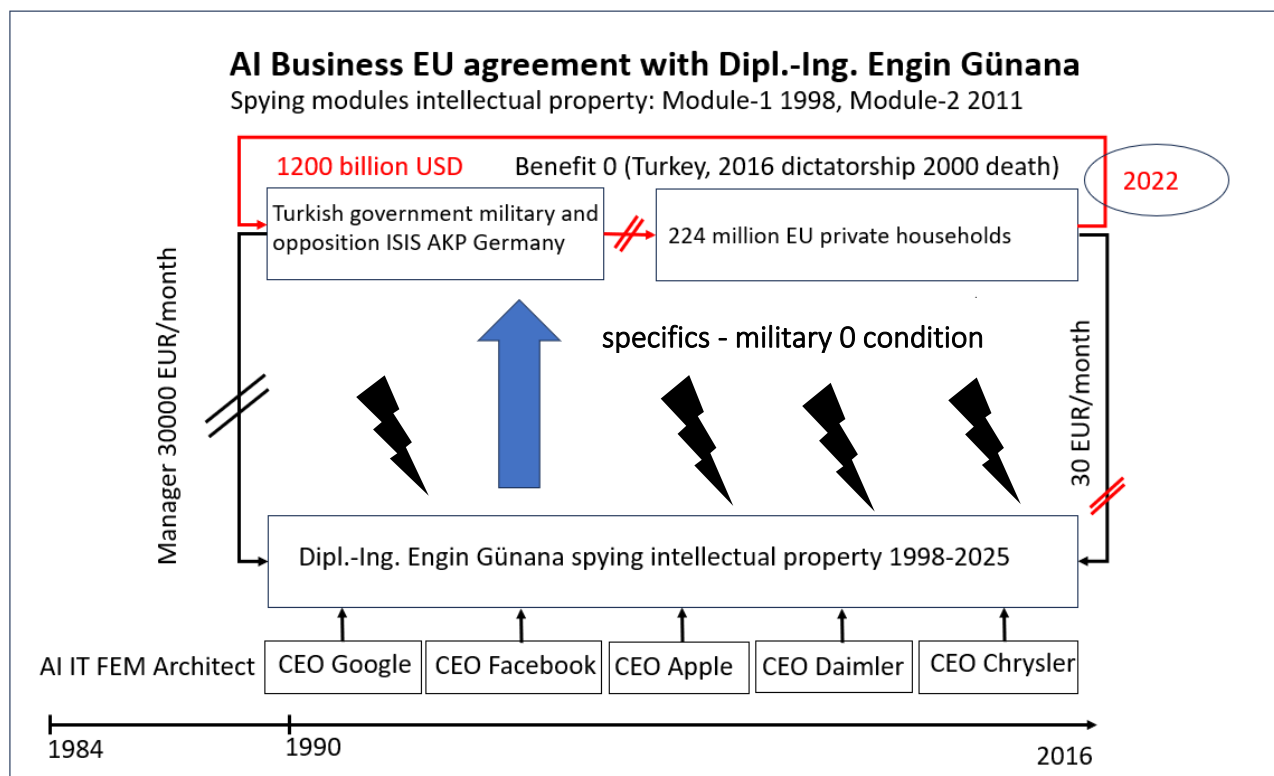 AI Business EU agreement with Dipl.-Ing. Engin Günana
Spying modules intellectual property: Module-1 1998, Module-2 2011
1200 billion USD
Benefit 0 (Turkey, 2016 dictatorship 2000 death)
2022
Turkish government military and
opposition ISIS AKP Germany
224 million EU private households
Manager 30000 EUR/month
specifics - military 0 condition
30 EUR/month
Dipl.-Ing. Engin Günana spying intellectual property 1998-2025
AI IT FEM Architect
CEO Google
CEO Facebook
CEO Apple
CEO Daimler
CEO Chrysler
1984
1990
2016